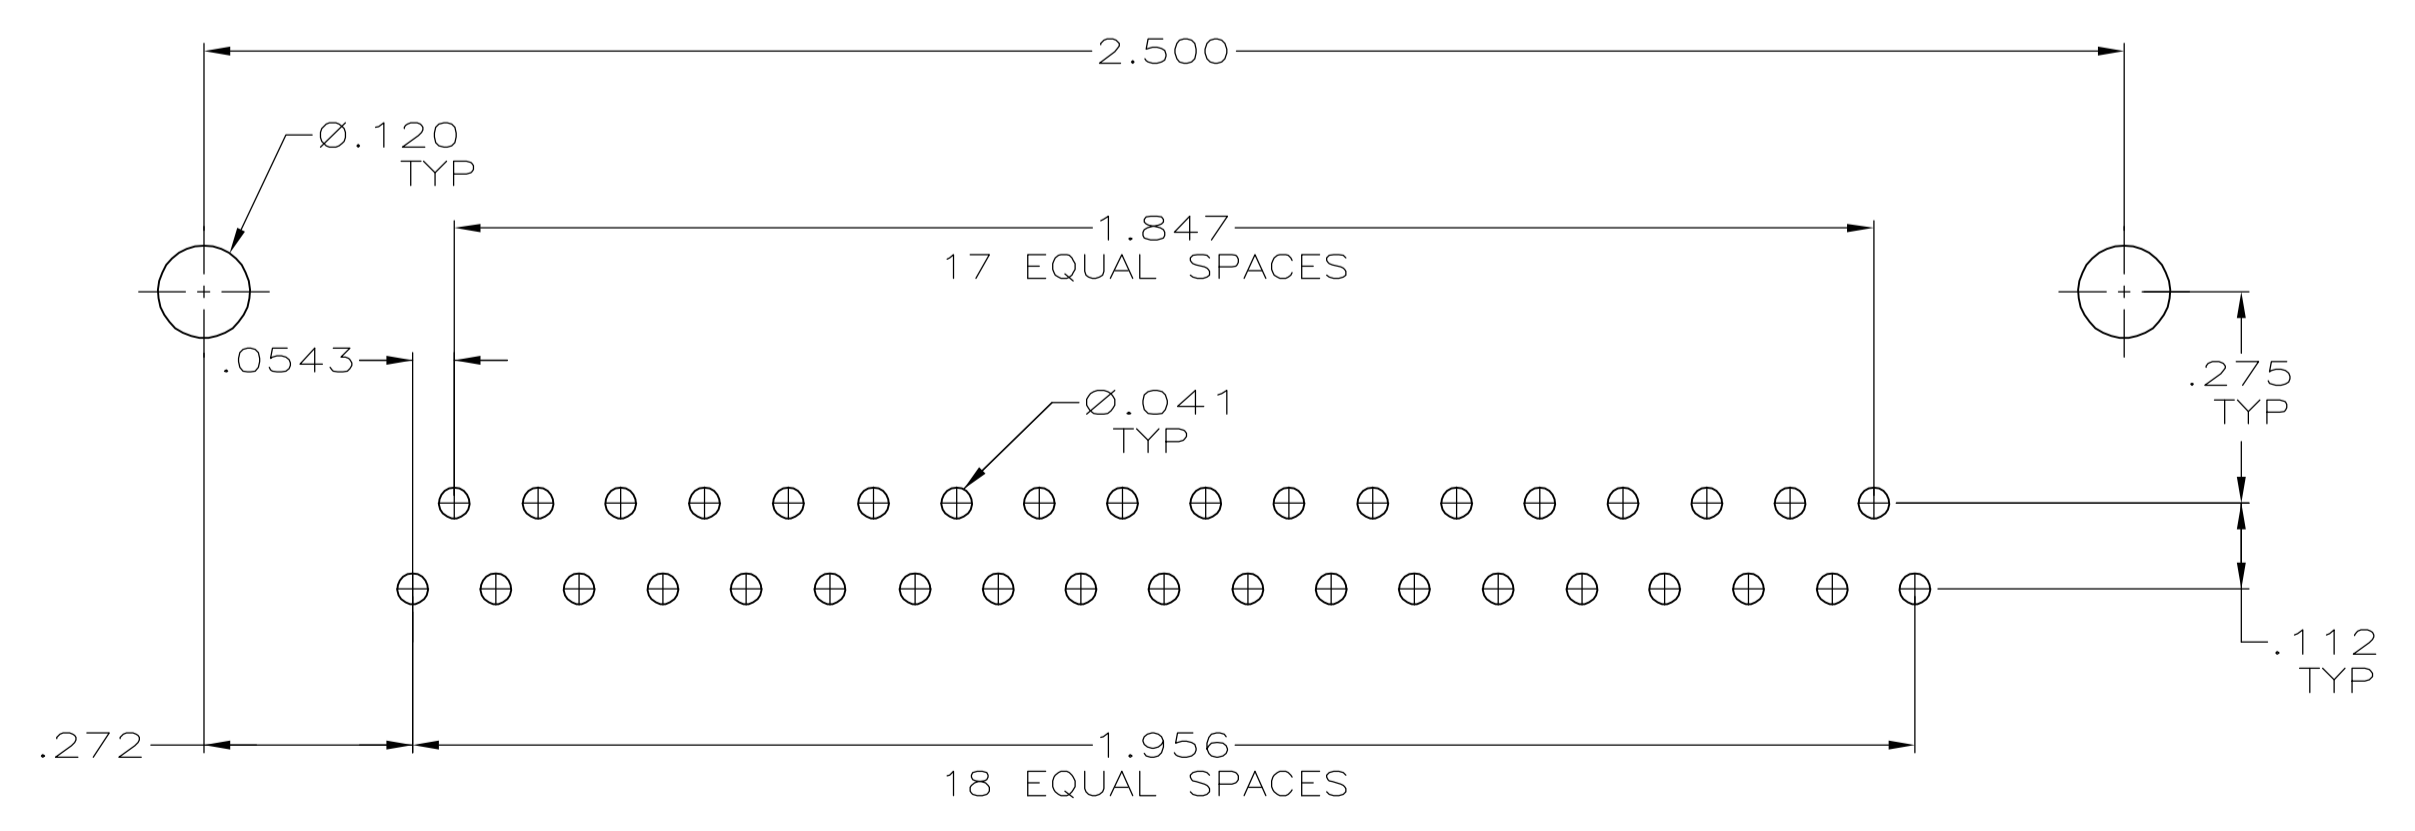 2.500
Ø.120
TYP
1.847
17 EQUAL SPACES
.0543
.275
TYP
Ø.041
TYP
.112
TYP
.272
1.956
18 EQUAL SPACES